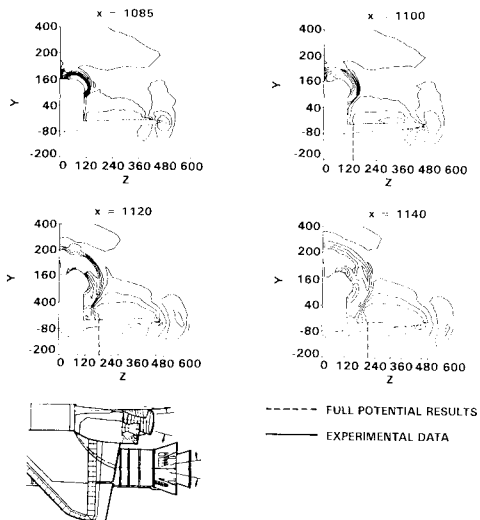 x = 1085
400
200
160
40
-80
-200
Y
0 120 240 360 480 600
Z
x = 1100
400
200
160
40
-80
-200
Y
0 120 240 360 480 600
Z
x = 1120
400
200
160
400
-80
-200
Y
0 120 240 360 480 600
Z
x = 1140
400
200
160
40
-80
-200
Y
0 120 240 360 480 600
Z
FULL POTENTIAL RESULTS
EXPERIMENTAL DATA